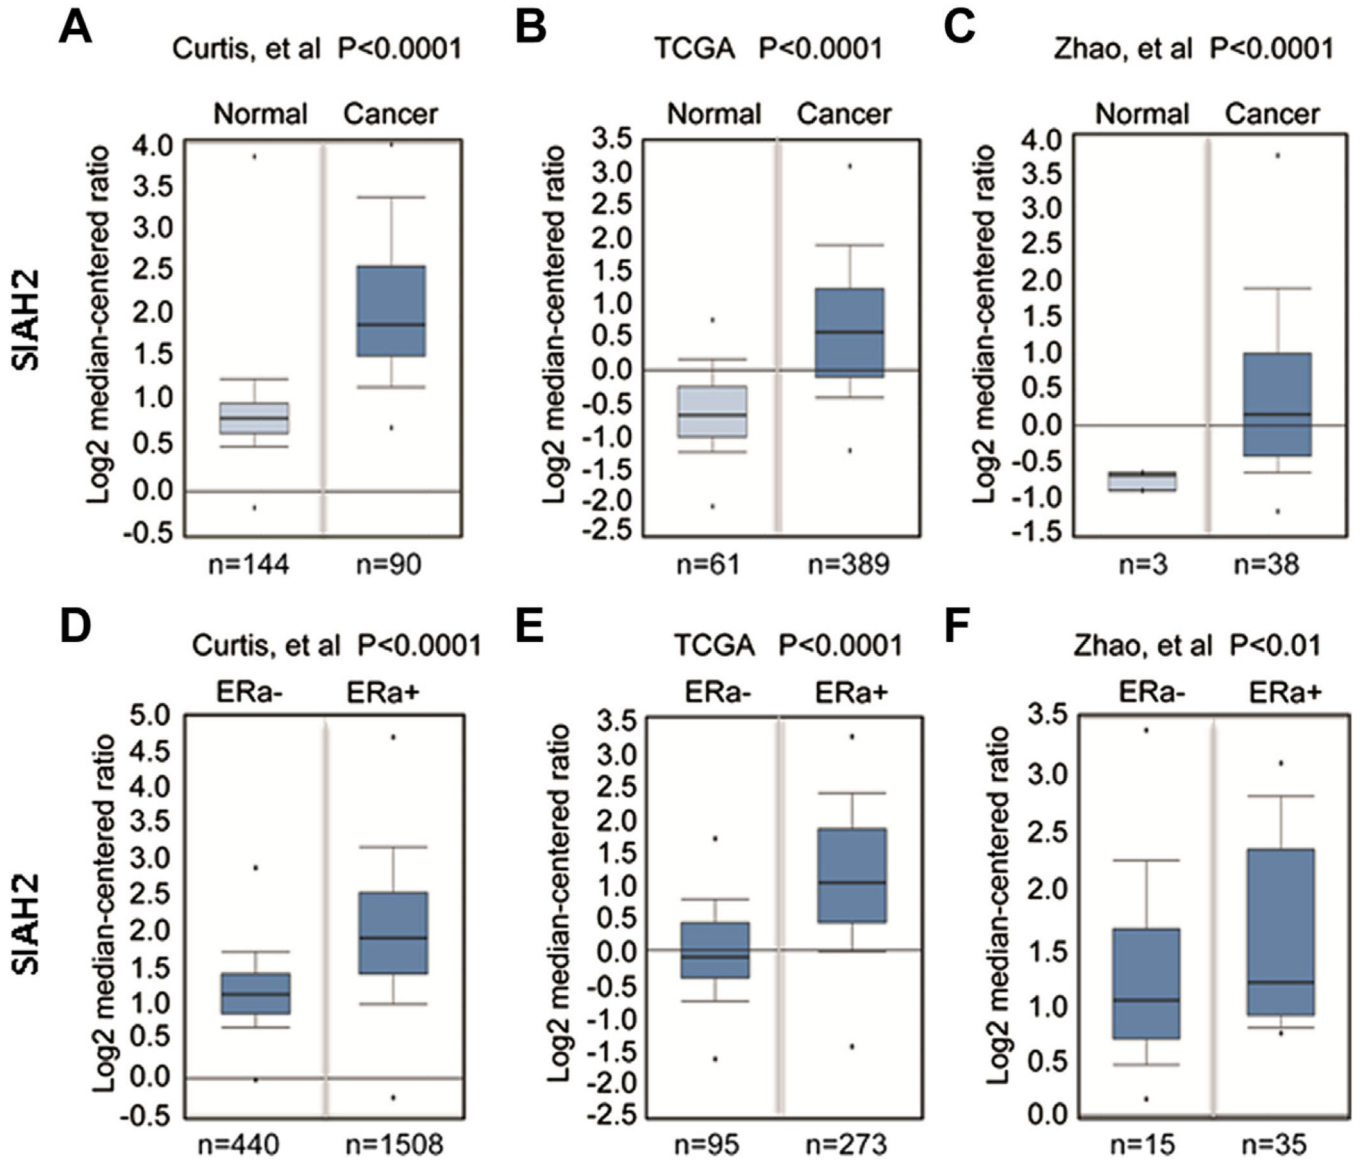 A
Curtis, et al P<0.0001
Normal Cancer
SIAH2
Log2 median-centered ratio
4.0
3.5
3.0
2.5
2.0
1.5
1.0
0.5
0.0
-0.5
n=144 n=90
B
TCGA P<0.0001
Normal Cancer
Log2 median-centered ratio
3.5
3.0
2.5
2.0
1.5
1.0
0.5
0.0
-0.5
-1.0
-1.5
-2.0
-2.5
n=61 n=389
C
Zhao, et al P<0.0001
Normal Cancer
Log2 median-centered ratio
4.0
3.5
3.0
2.5
2.0
1.5
1.0
0.5
0.0
-0.5
-1.0
-1.5
n=3 n=38
D
Curtis, et al P<0.0001
ERa- ERa+
SIAH2
Log2 median-centered ratio
5.0
4.5
4.0
3.5
3.0
2.5
2.0
1.5
1.0
0.5
0.0
-0.5
n=440 n=1508
E
TCGA P<0.0001
ERa- ERa+
Log2 median-centered ratio
3.5
3.0
2.5
2.0
1.5
1.0
0.5
0.0
-0.5
-1.0
-1.5
-2.0
-2.5
n=95 n=273
F
Zhao, et al P<0.01
ERa- ERa+
Log2 median-centered ratio
3.5
3.0
2.5
2.0
1.5
1.0
0.5
0.0
n=15 n=35